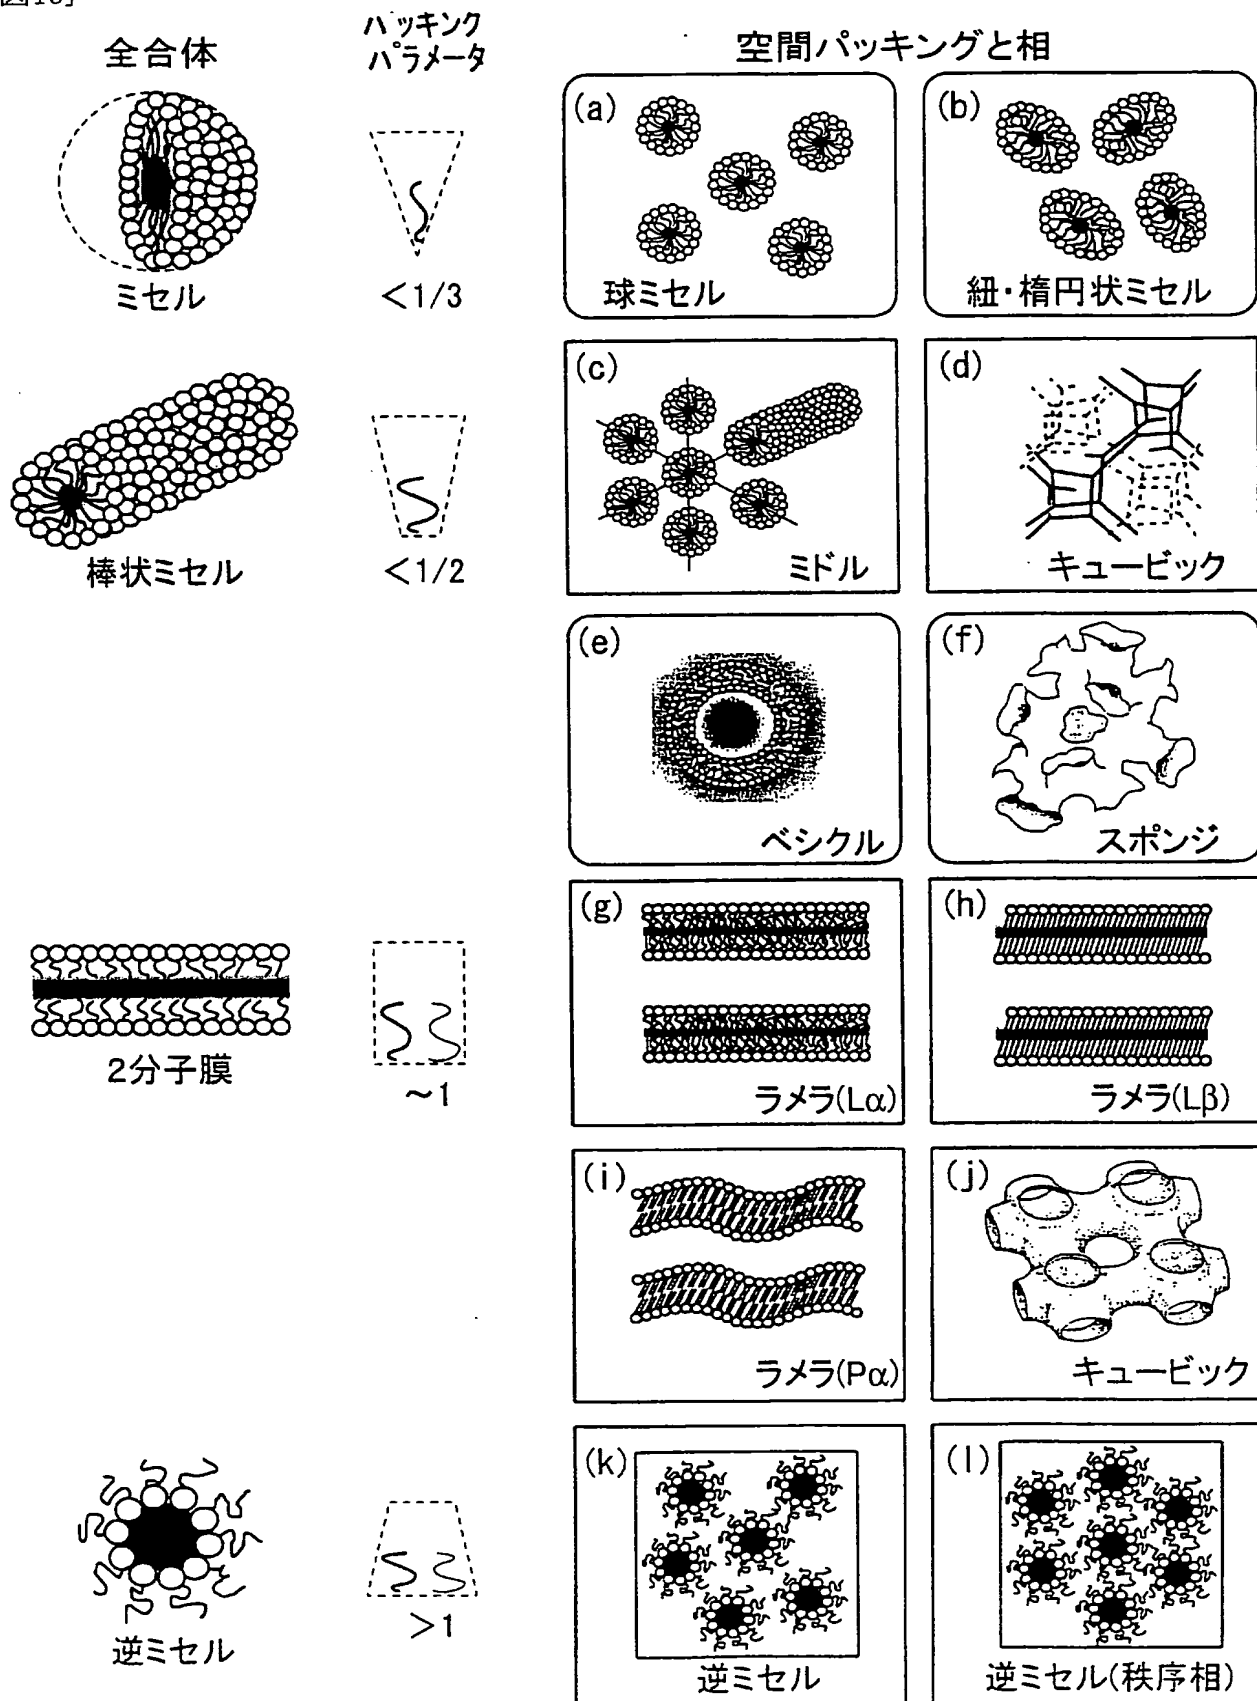 全合体
パッキング
パラメータ
空間パッキングと相
ミセル
<1/3
(a)
球ミセル
(b)
紐・楕円状ミセル
棒状ミセル
<1/2
(c)
ミドル
(d)
キュービック
(e)
ベシクル
(f)
スポンジ
2分子膜
~1
(g)
ラメラ(Lα)
(h)
ラメラ(Lβ)
(i)
ラメラ(Pα)
(j)
キュービック
逆ミセル
>1
(k)
逆ミセル
(l)
逆ミセル(秩序相)